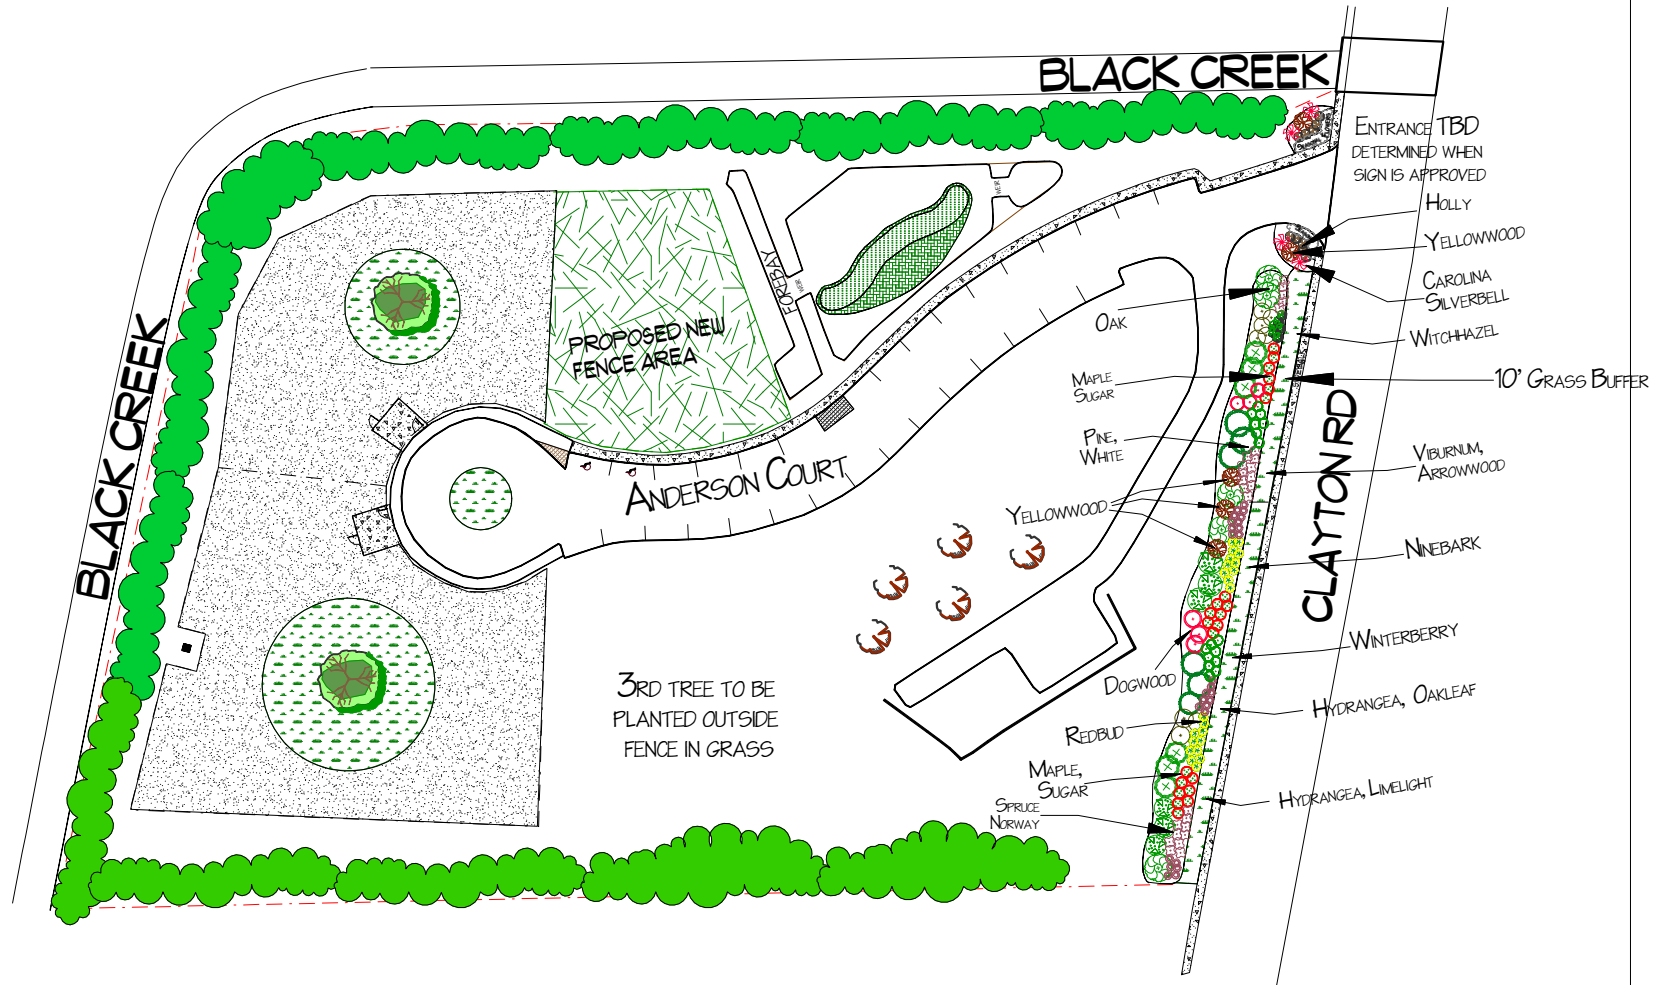 BLACK CREEK
ENTRANCE TBD
DETERMINED WHEN
SIGN IS APPROVED
HOLLY
YELLOWWOOD
CAROLINA
SILVERBELL
WITCHHAZEL
10' GRASS BUFFER
VIBURNUM,
ARROWWOOD
NINEBARK
WINTERBERRY
HYDRANGEA, OAKLEAF
HYDRANGEA, LIMELIGHT
CLAYTON RD
OAK
MAPLE
SUGAR
PINE,
WHITE
YELLOWWOOD
DOGWOOD
REDBUD
MAPLE,
SUGAR
SPRUCE
NORWAY
FOREBAY
WEIR
WEIR
PROPOSED NEW
FENCE AREA
ANDERSON COURT
3RD TREE TO BE
PLANTED OUTSIDE
FENCE IN GRASS
BLACK CREEK